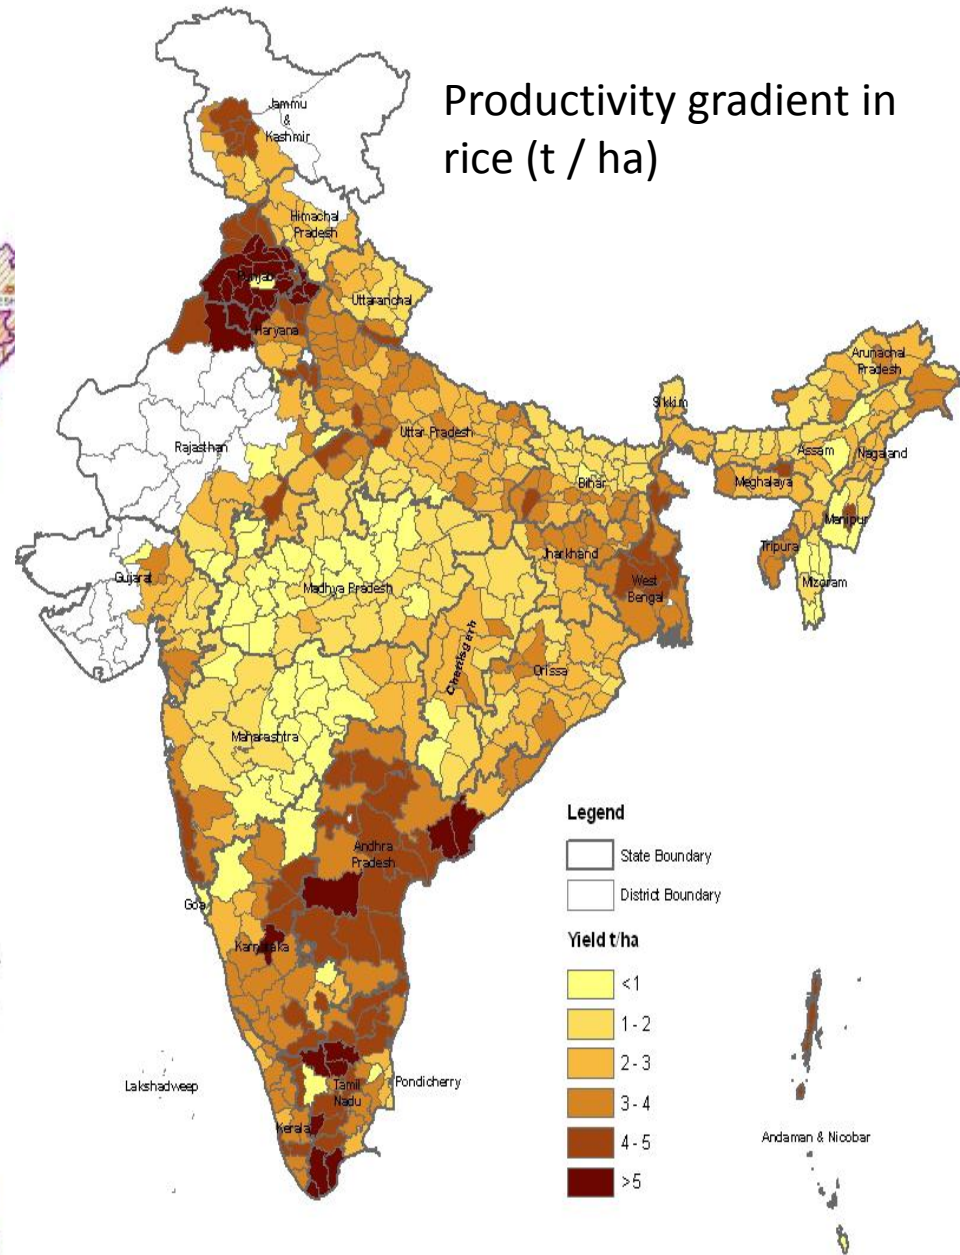 Productivity gradient in
rice (t / ha)
Jammu
&
Kashmir
Himachal
Pradesh
Punjab
Uttaranchal
Haryana
Rajasthan
Uttar Pradesh
Sikkim
Arunachal
Pradesh
Assam
Nagaland
Bihar
Meghalaya
Manipur
Tripura
Mizoram
Jharkhand
West
Bengal
Gujarat
Madhya Pradesh
Orissa
Maharashtra
Andhra
Pradesh
Goa
Karnataka
Lakshadweep
Pondicherry
Tamil
Nadu
Kerala
Legend
State Boundary
District Boundary
Yield t/ha
<1
1 - 2
2 - 3
3 - 4
4 - 5
>5
Andaman & Nicobar